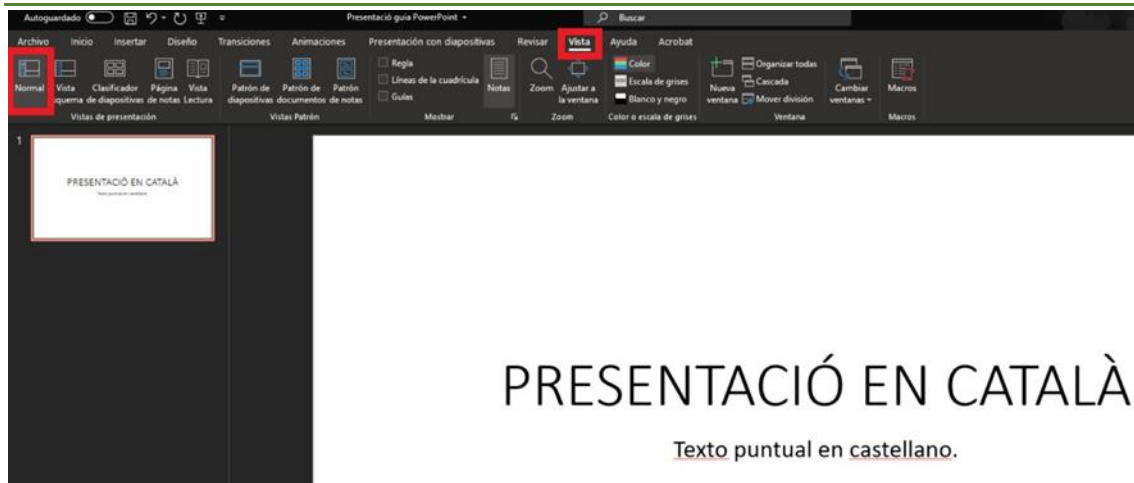 Autoguardado Presentació guia PowerPoint Buscar
Archivo Inicio Insertar Diseño Transiciones Animaciones Presentación con diapositivas Revisar Vista Ayuda Acrobat
Normal Vista Clasificador Página Vista Patrón de Patrón de Patrón Regla Notas Zoom Ajustar a Color Nueva Organizar todas Cambiar Macros
de diapositivas de notas Lectura diapositivas documentos de notas Líneas de la cuadrícula la ventana Escala de grises ventana Cascada ventanas
Guías Blanco y negro Mover división
Vistas de presentación Vistas Patrón Mostrar Zoom Color o escala de grises Ventana Macros
1
PRESENTACIÓ EN CATALÀ
Texto puntual en castellano.
PRESENTACIÓ EN CATALÀ
Texto puntual en castellano.